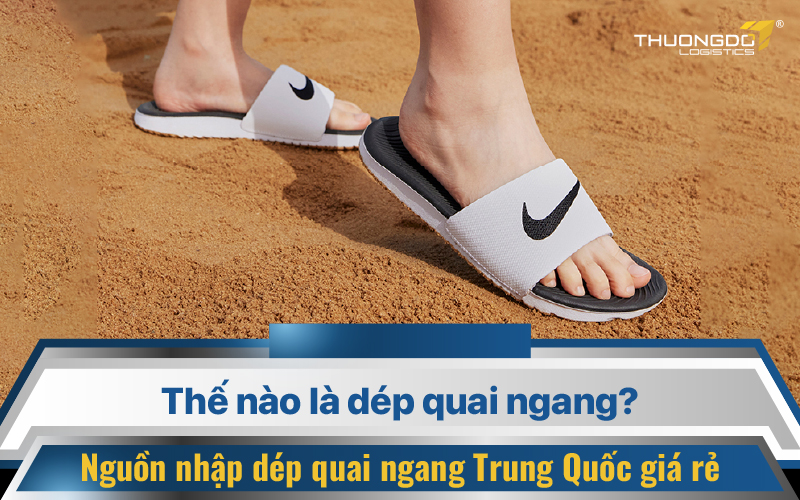 THUONGDO ®
LOGISTICS
Thế nào là dép quai ngang?
Nguồn nhập dép quai ngang Trung Quốc giá rẻ